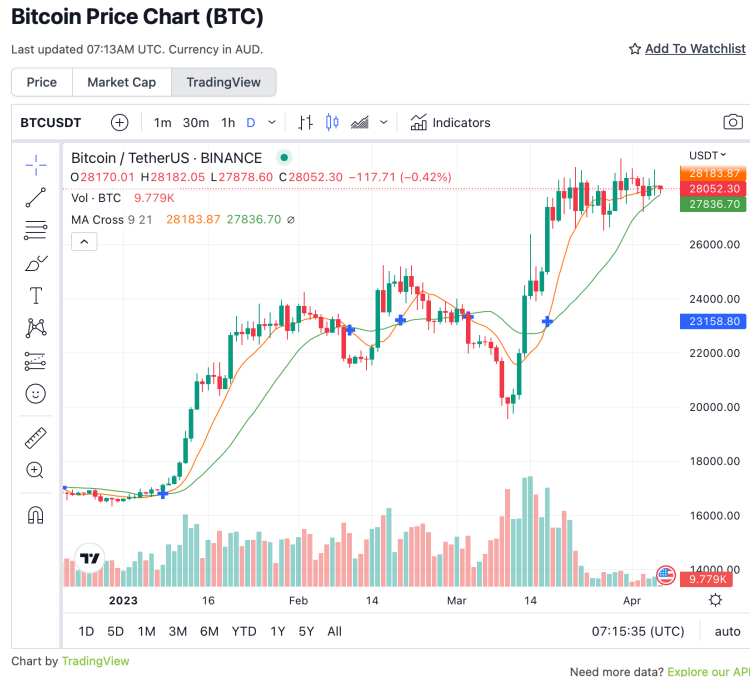 Bitcoin Price Chart (BTC)
Last updated 07:13AM UTC. Currency in AUD.
Add To Watchlist
Price Market Cap TradingView
BTCUSDT 1m 30m 1h D Indicators
Bitcoin / TetherUS · BINANCE
USDT
O28170.01 H28182.05 L27878.60 C28052.30 −117.71 (−0.42%)
Vol · BTC 9.779K
MA Cross 9 21 28183.87 27836.70 ∅
28183.87
28052.30
27836.70
26000.00
24000.00
23158.80
22000.00
20000.00
18000.00
16000.00
14000.00
9.779K
2023 16 Feb 14 Mar 14 Apr
1D 5D 1M 3M 6M YTD 1Y 5Y All 07:15:35 (UTC) auto
Chart by TradingView
Need more data? Explore our API